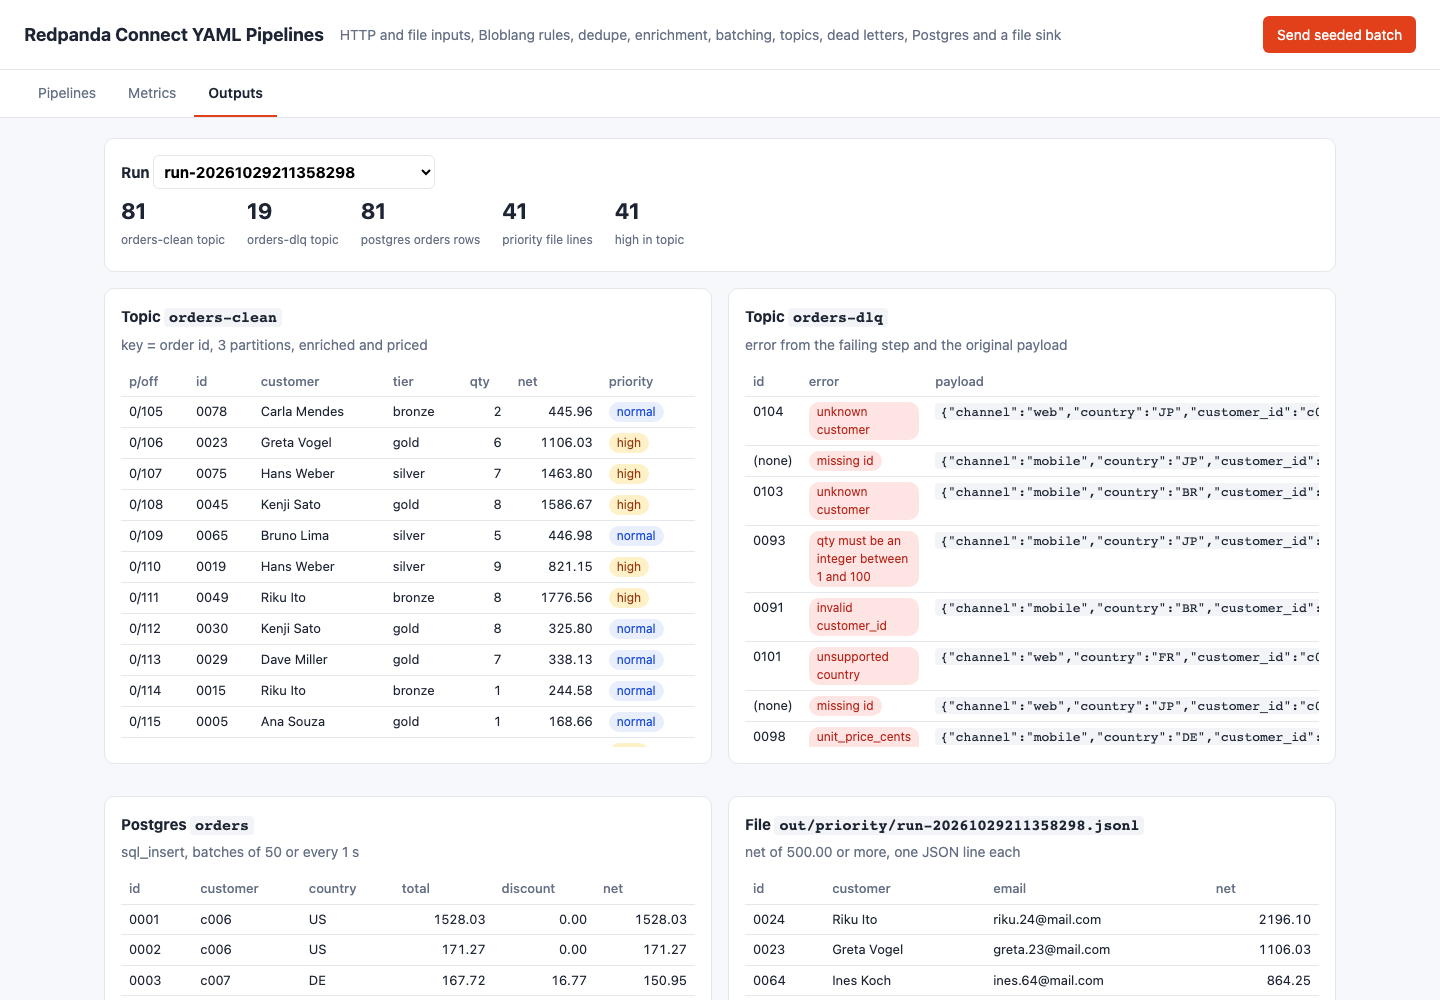 Redpanda Connect YAML Pipelines
HTTP and file inputs, Bloblang rules, dedupe, enrichment, batching, topics, dead letters, Postgres and a file sink
Send seeded batch
Pipelines Metrics Outputs
Run run-20261029211358298
81 19 81 41 41
orders-clean topic orders-dlq topic postgres orders rows priority file lines high in topic
Topic orders-clean
key = order id, 3 partitions, enriched and priced
p/off id customer tier qty net priority
0/105 0078 Carla Mendes bronze 2 445.96 normal
0/106 0023 Greta Vogel gold 6 1106.03 high
0/107 0075 Hans Weber silver 7 1463.80 high
0/108 0045 Kenji Sato gold 8 1586.67 high
0/109 0065 Bruno Lima silver 5 446.98 normal
0/110 0019 Hans Weber silver 9 821.15 high
0/111 0049 Riku Ito bronze 8 1776.56 high
0/112 0030 Kenji Sato gold 8 325.80 normal
0/113 0029 Dave Miller gold 7 338.13 normal
0/114 0015 Riku Ito bronze 1 244.58 normal
0/115 0005 Ana Souza gold 1 168.66 normal
Topic orders-dlq
error from the failing step and the original payload
id error payload
0104 unknown customer {"channel":"web","country":"JP","customer_id":"c0
(none) missing id {"channel":"mobile","country":"JP","customer_id":
0103 unknown customer {"channel":"mobile","country":"BR","customer_id":
0093 qty must be an integer between 1 and 100 {"channel":"mobile","country":"JP","customer_id":
0091 invalid customer_id {"channel":"mobile","country":"BR","customer_id":
0101 unsupported country {"channel":"web","country":"FR","customer_id":"c0
(none) missing id {"channel":"web","country":"JP","customer_id":"c0
0098 unit_price_cents {"channel":"mobile","country":"DE","customer_id":
Postgres orders
sql_insert, batches of 50 or every 1 s
id customer country total discount net
0001 c006 US 1528.03 0.00 1528.03
0002 c006 US 171.27 0.00 171.27
0003 c007 DE 167.72 16.77 150.95
File out/priority/run-20261029211358298.jsonl
net of 500.00 or more, one JSON line each
id customer email net
0024 Riku Ito riku.24@mail.com 2196.10
0023 Greta Vogel greta.23@mail.com 1106.03
0064 Ines Koch ines.64@mail.com 864.25